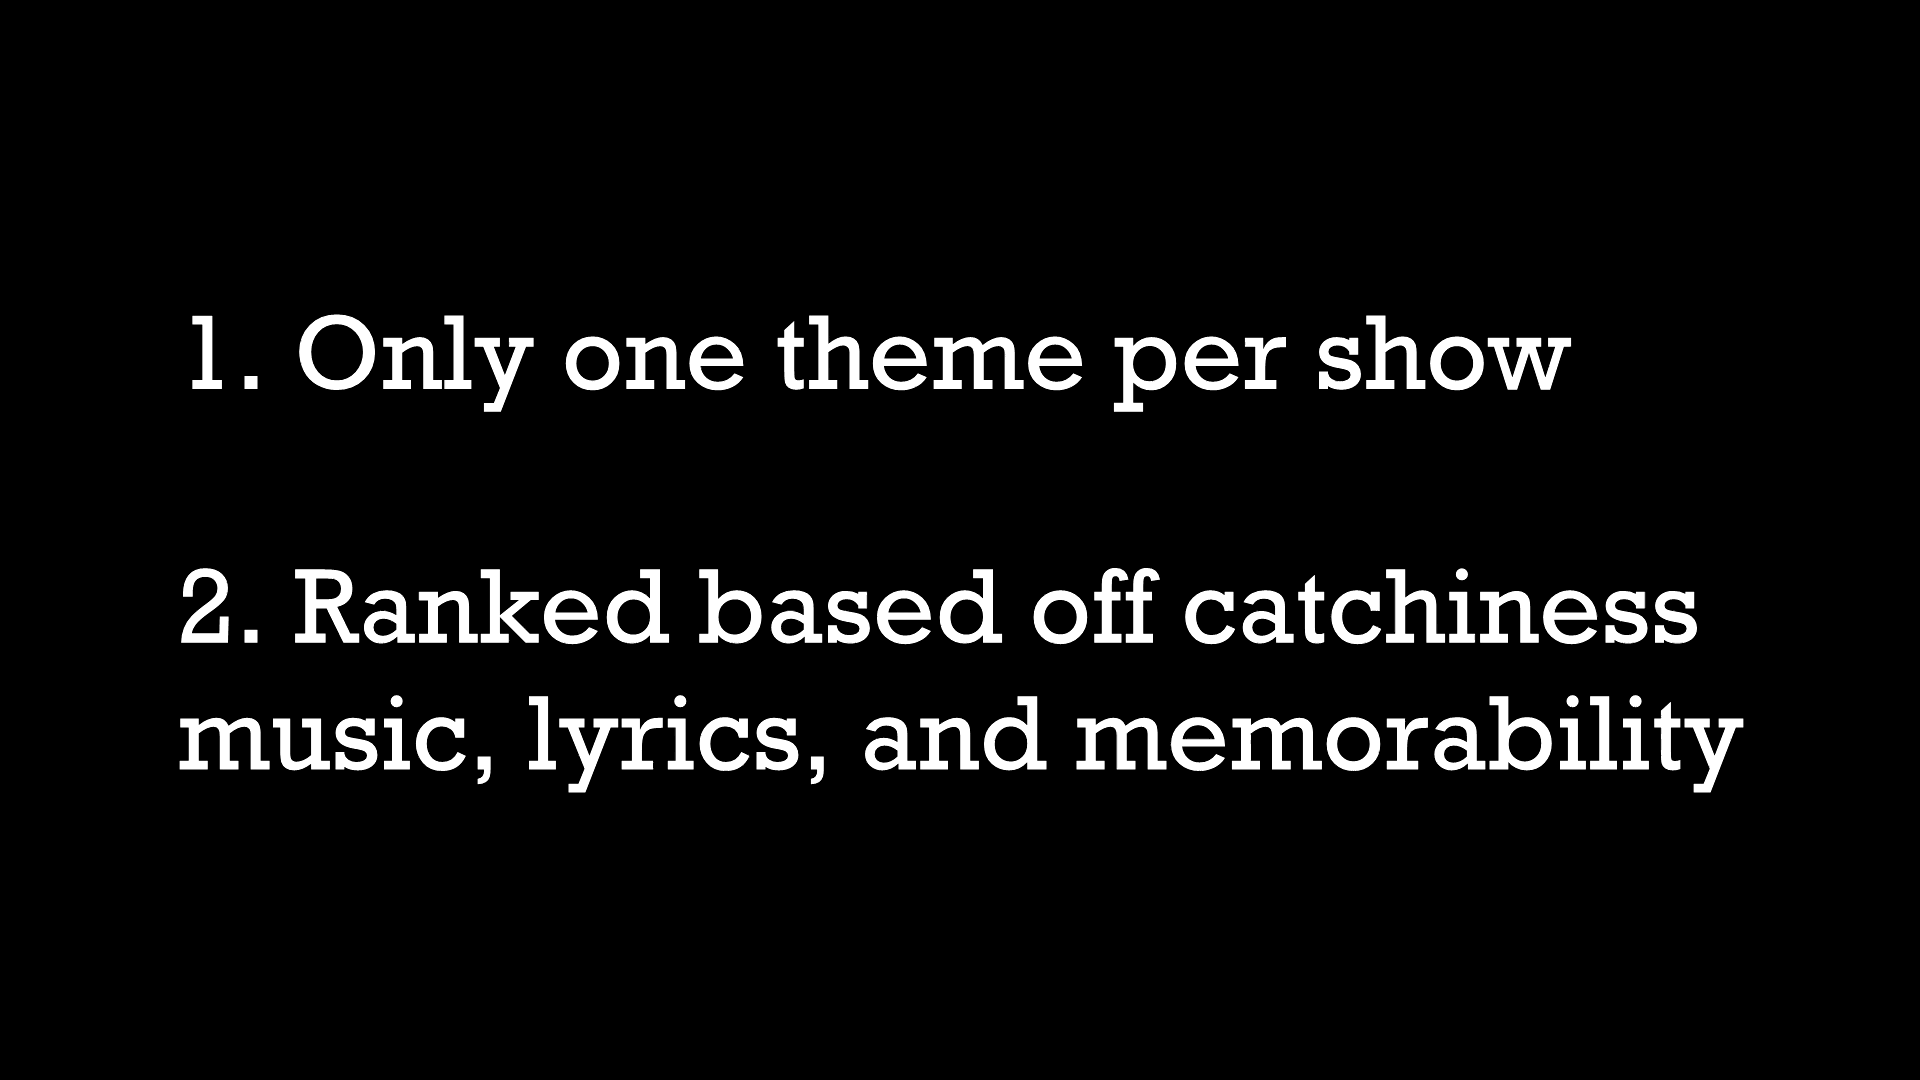 1. Only one theme per show
2. Ranked based off catchiness
music, lyrics, and memorability